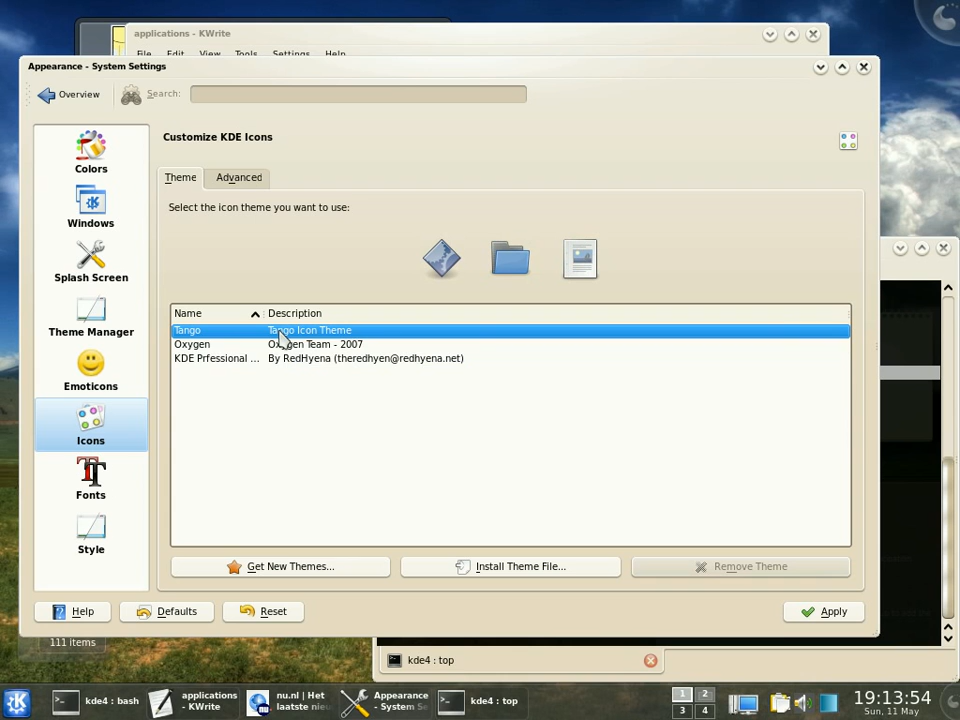 applications - KWrite
File Edit View Tools Settings Help
Appearance - System Settings
Overview
Search:
Customize KDE Icons
Theme
Advanced
Select the icon theme you want to use:
Name
Description
Tango Tango Icon Theme
Oxygen Oxygen Team - 2007
KDE Prfessional ... By RedHyena (theredhyen@redhyena.net)
Colors
Windows
Splash Screen
Theme Manager
Emoticons
Icons
Fonts
Style
Get New Themes...
Install Theme File...
Remove Theme
Help
Defaults
Reset
Apply
111 items
kde4 : top
kde4 : bash
applications
- KWrite
nu.nl | Het
laatste nieu
Appearance
- System Se
kde4 : top
1 2
3 4
19:13:54
Sun, 11 May